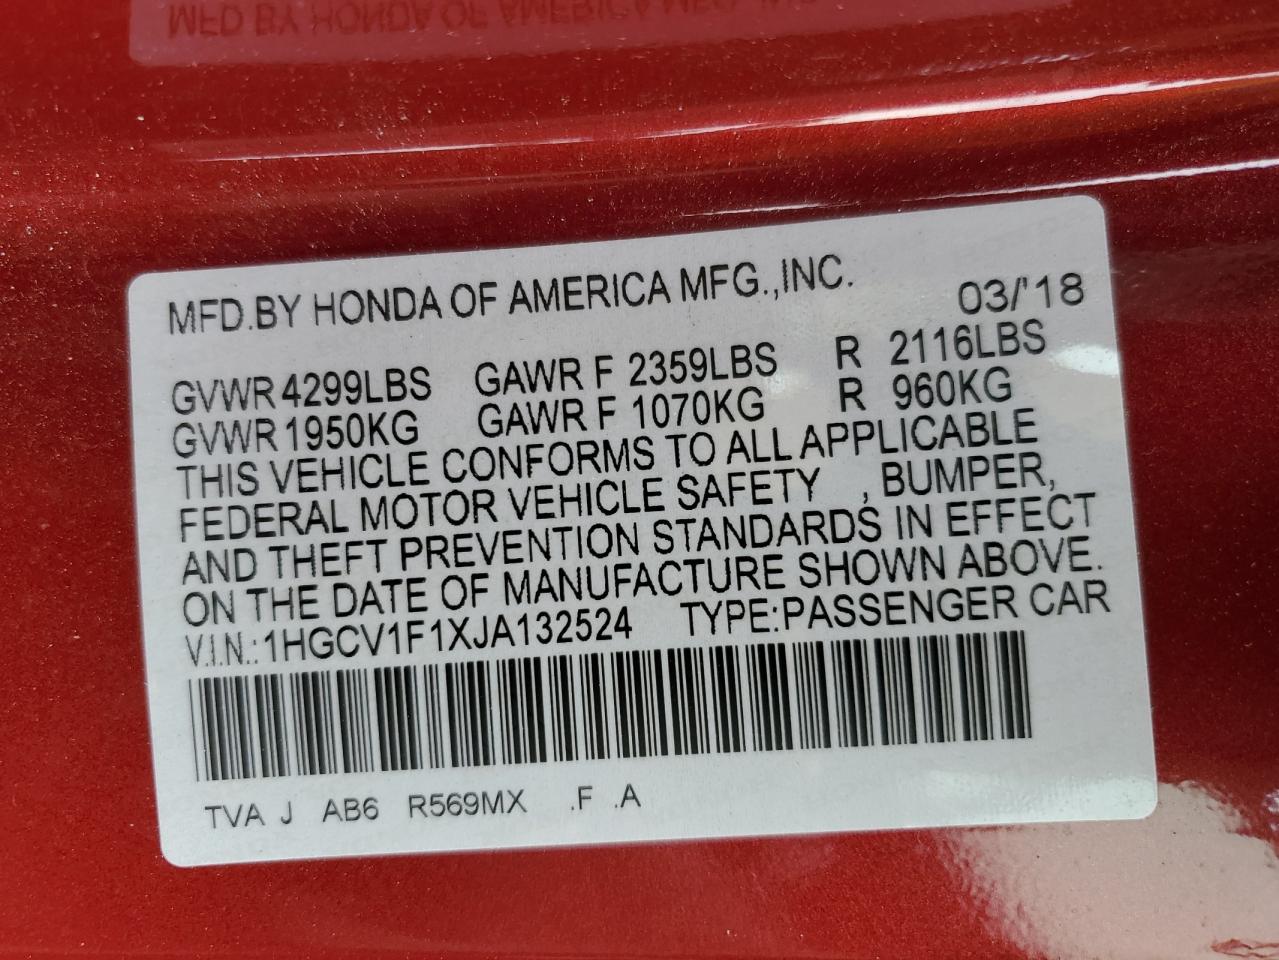 MFD.BY HONDA OF AMERICA MFG.,INC. 03/'18
GVWR 4299LBS GAWR F 2359LBS R 2116LBS
GVWR 1950KG GAWR F 1070KG R 960KG
THIS VEHICLE CONFORMS TO ALL APPLICABLE
FEDERAL MOTOR VEHICLE SAFETY , BUMPER,
AND THEFT PREVENTION STANDARDS IN EFFECT
ON THE DATE OF MANUFACTURE SHOWN ABOVE.
V.I.N.:1HGCV1F1XJA132524 TYPE:PASSENGER CAR
TVA J AB6 R569MX .F .A